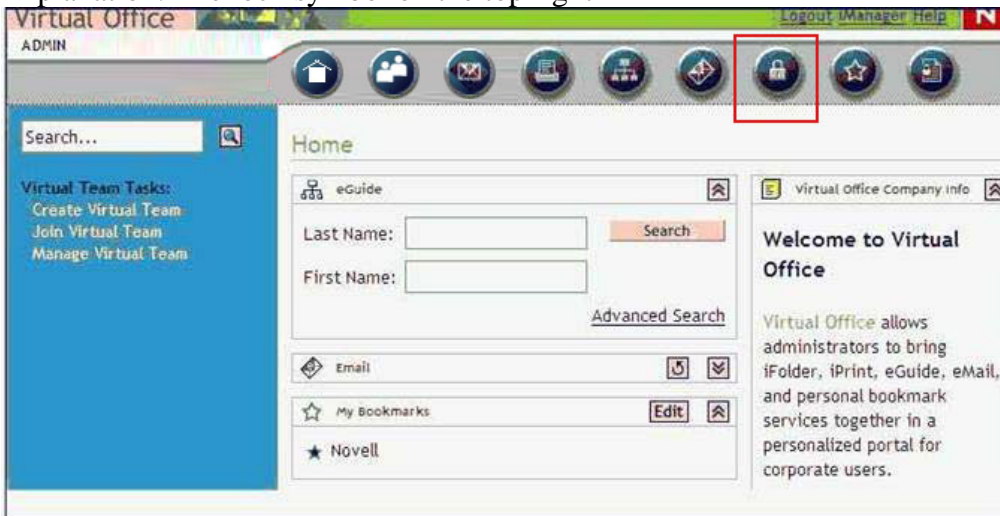 Virtual Office
Logout iManager Help N
ADMIN
Search...
Virtual Team Tasks:
Create Virtual Team
Join Virtual Team
Manage Virtual Team
Home
eGuide
Last Name:
Search
First Name:
Advanced Search
Email
My Bookmarks
Edit
Novell
Virtual Office Company Info
Welcome to Virtual
Office
Virtual Office allows
administrators to bring
iFolder, iPrint, eGuide, eMail,
and personal bookmark
services together in a
personalized portal for
corporate users.